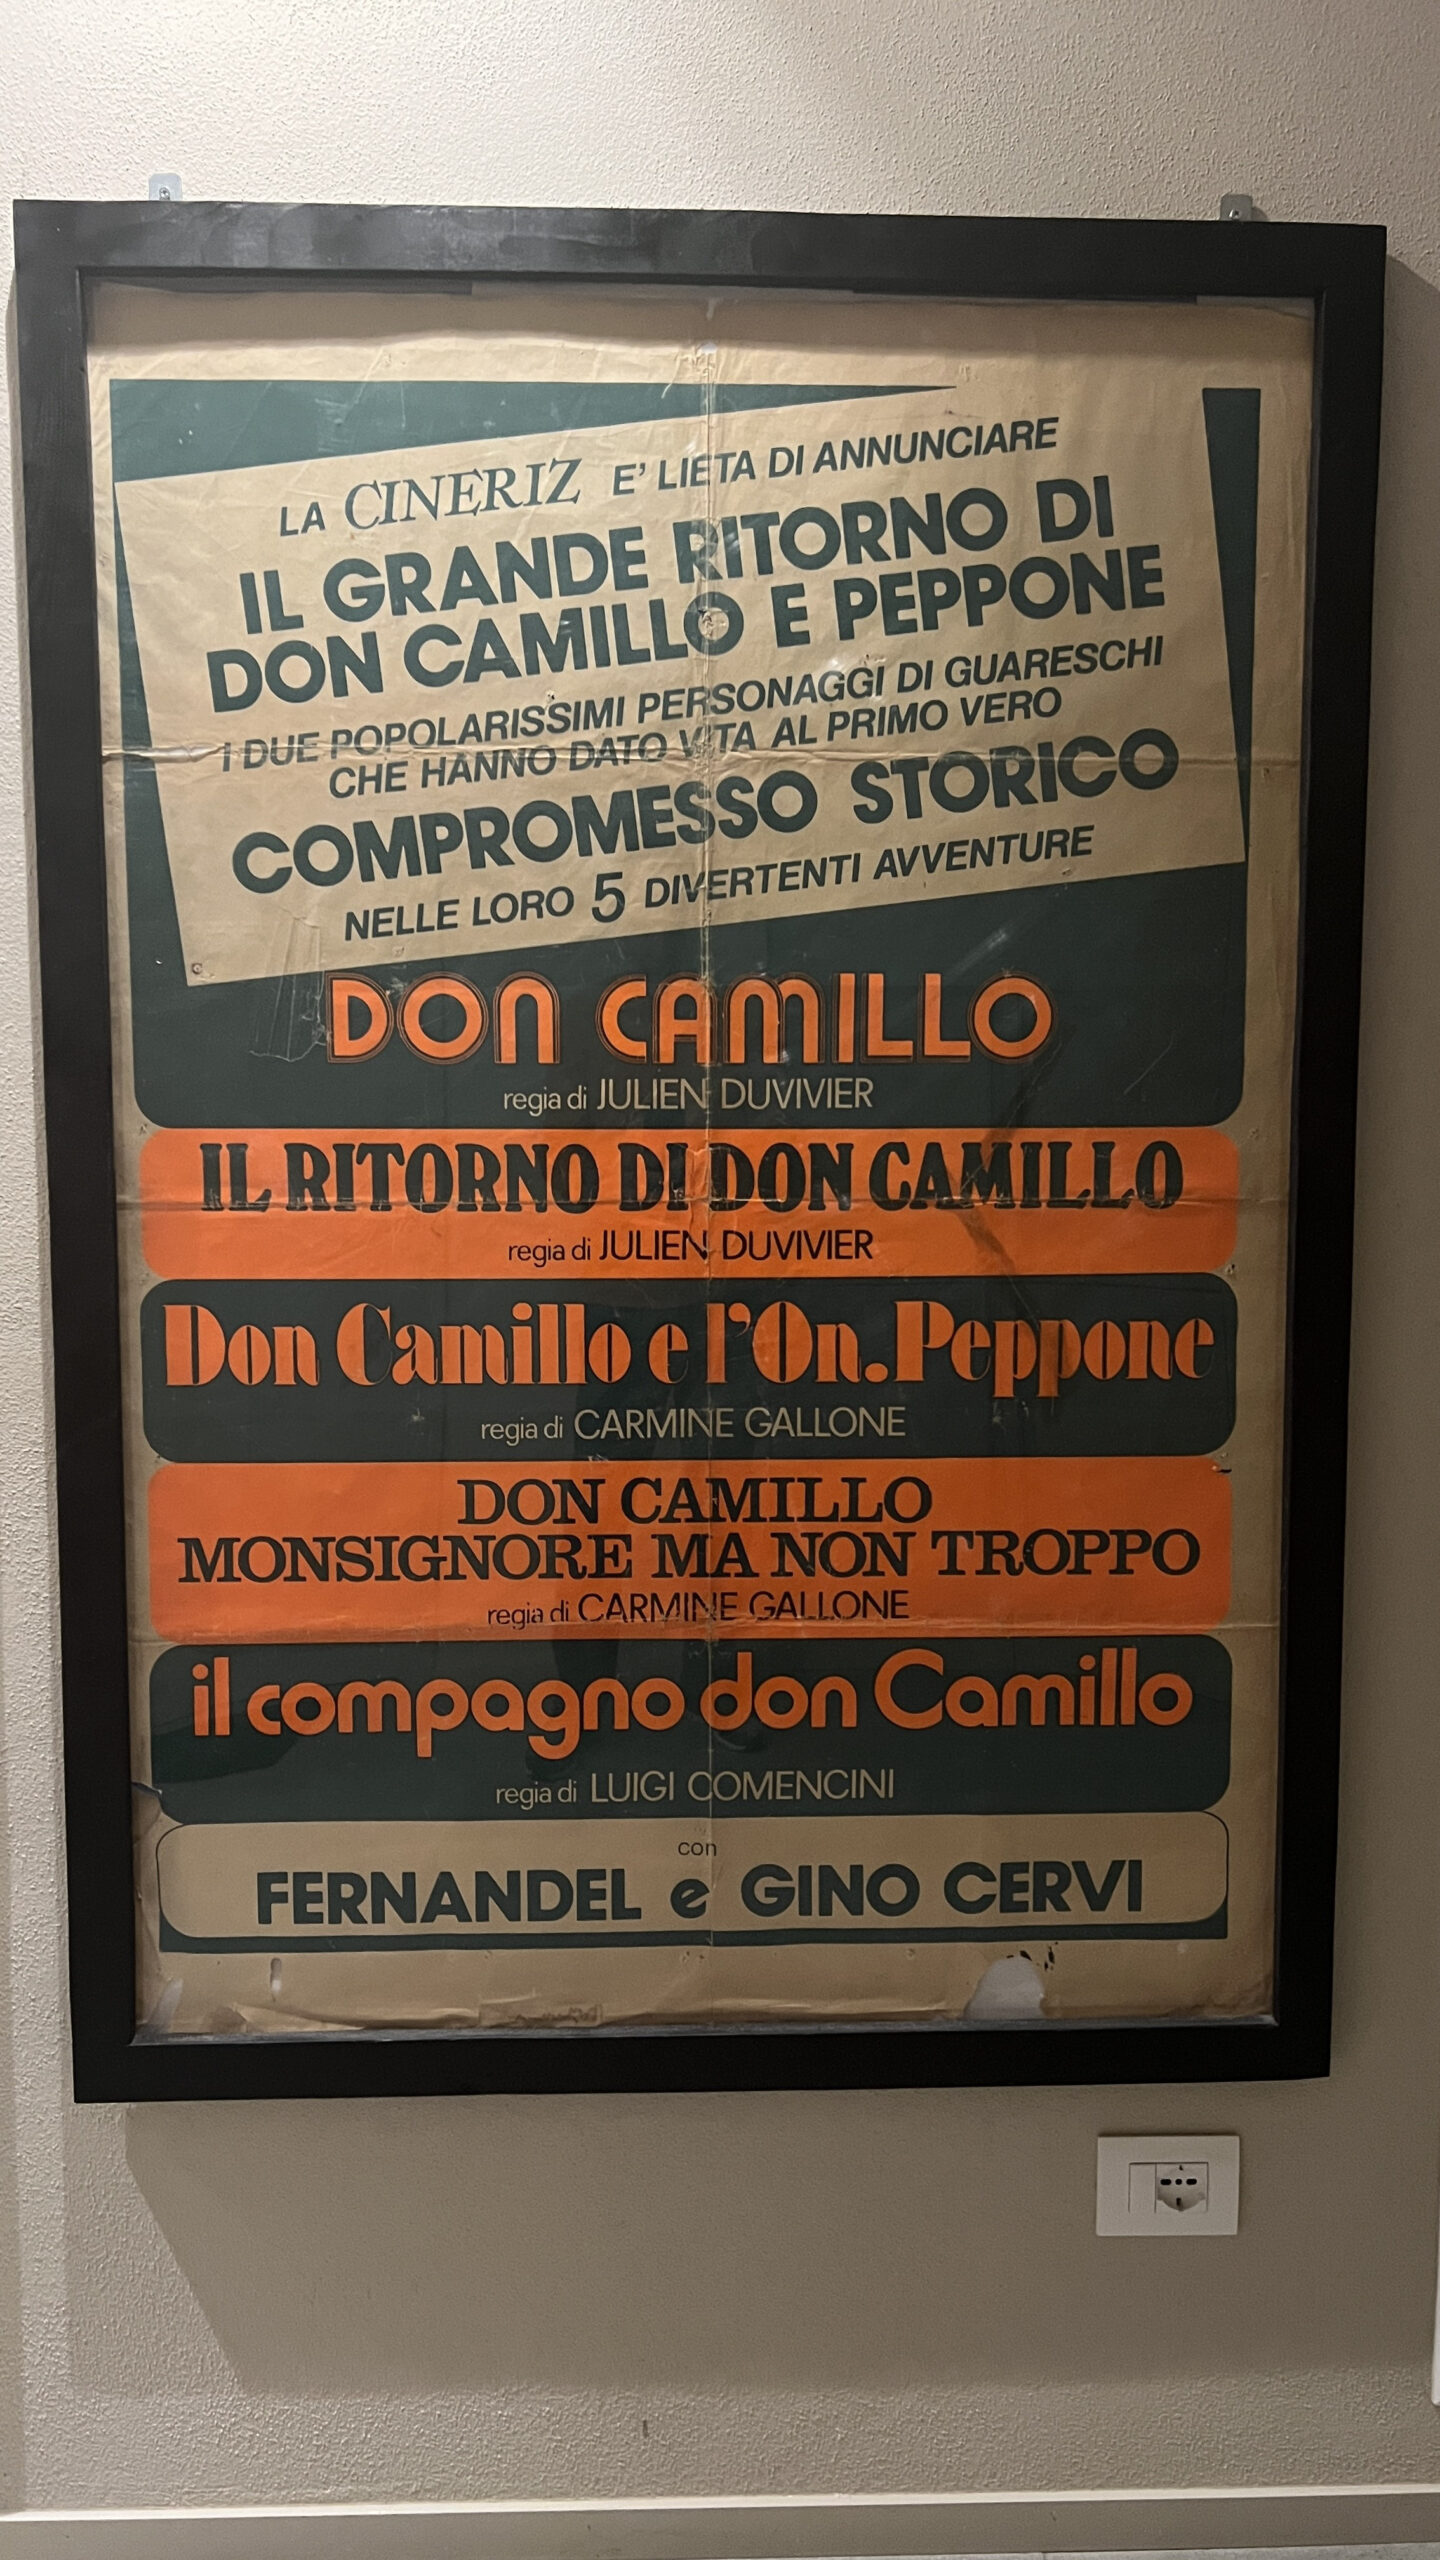 LA CINERIZ E' LIETA DI ANNUNCIARE
IL GRANDE RITORNO DI
DON CAMILLO E PEPPONE
I DUE POPOLARISSIMI PERSONAGGI DI GUARESCHI
CHE HANNO DATO VITA AL PRIMO VERO
COMPROMESSO STORICO
NELLE LORO 5 DIVERTENTI AVVENTURE
DON CAMILLO
regia di JULIEN DUVIVIER
IL RITORNO DI DON CAMILLO
regia di JULIEN DUVIVIER
Don Camillo e l'On. Peppone
regia di CARMINE GALLONE
DON CAMILLO
MONSIGNORE MA NON TROPPO
regia di CARMINE GALLONE
il compagno don Camillo
regia di LUIGI COMENCINI
con
FERNANDEL e GINO CERVI